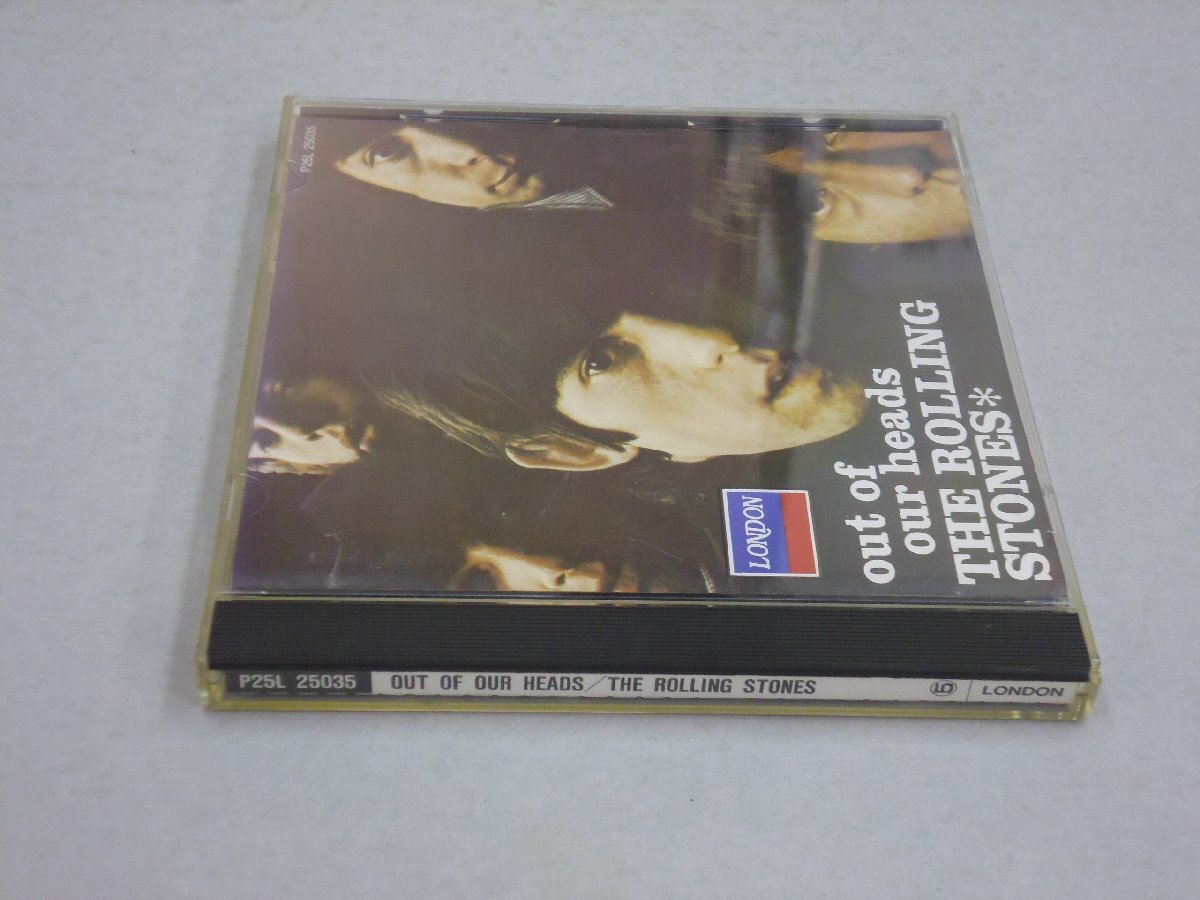 P25L 25035
out of
our heads
THE ROLLING
STONES*
LONDON
P25L 25035 OUT OF OUR HEADS/THE ROLLING STONES LONDON